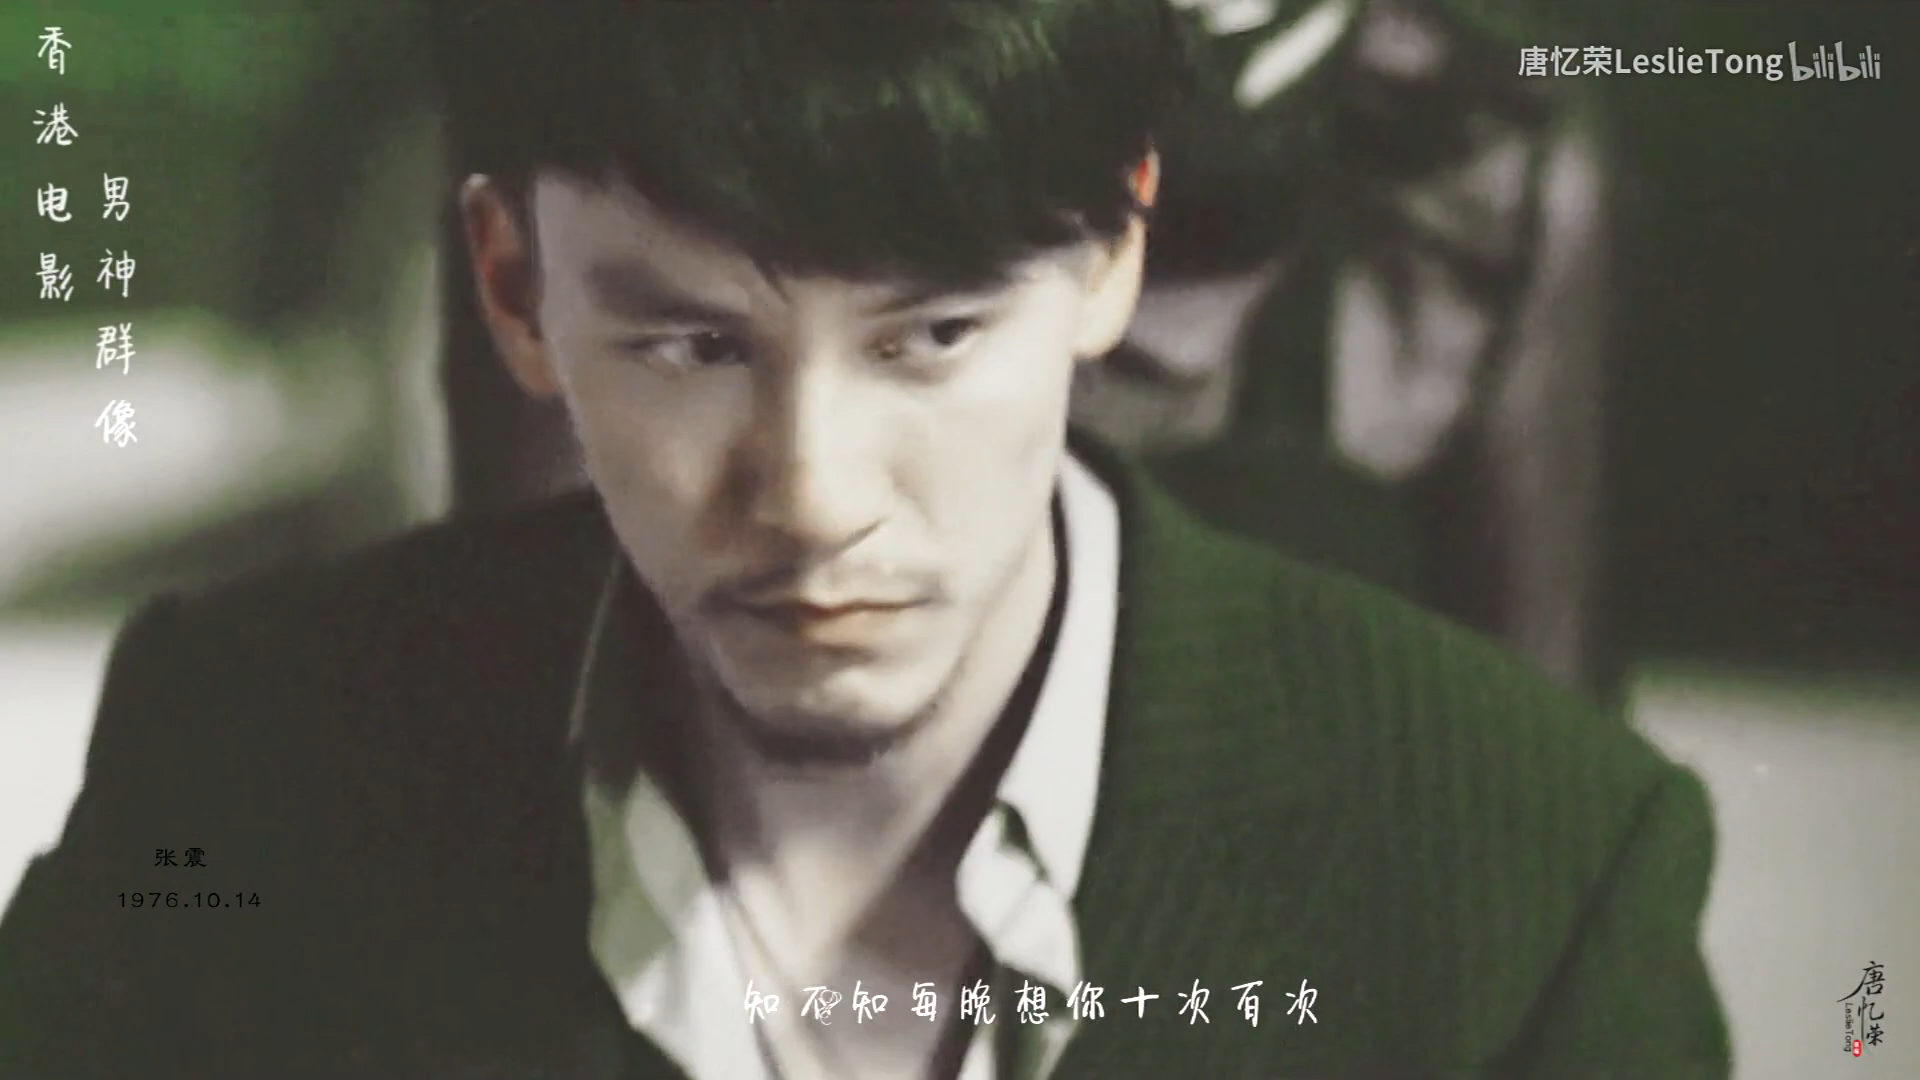 香港电影
男神群像
唐忆荣LeslieTong bilibili
张震
1976.10.14
知不知每晚想你十次百次
唐忆荣
LeslieTong